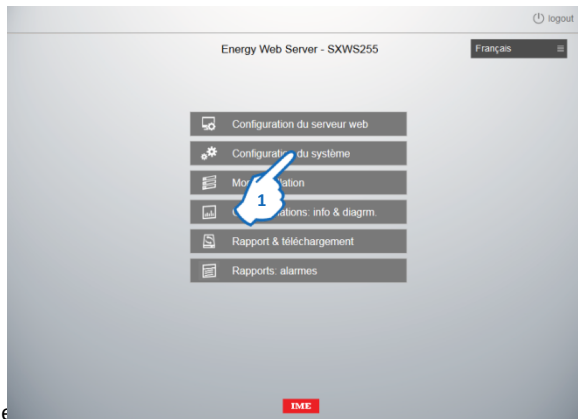 logout
Energy Web Server - SXWS255
Français
Configuration du serveur web
Configuration du système
1
info & diagrm.
Rapport & téléchargement
Rapports: alarmes
IME